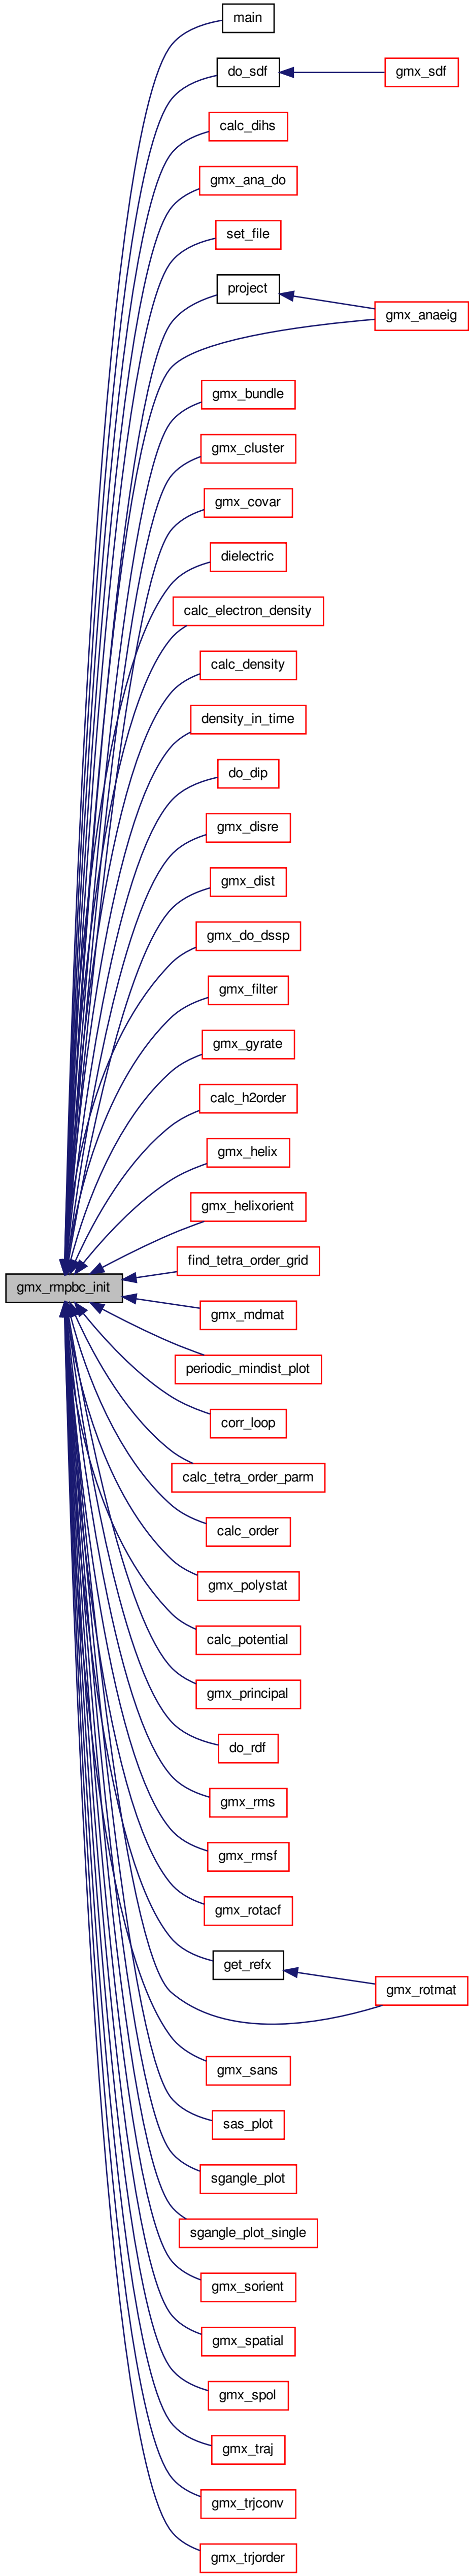 main
do_sdf
gmx_sdf
calc_dihs
gmx_ana_do
set_file
project
gmx_anaeig
gmx_bundle
gmx_cluster
gmx_covar
dielectric
calc_electron_density
calc_density
density_in_time
do_dip
gmx_disre
gmx_dist
gmx_do_dssp
gmx_filter
gmx_gyrate
calc_h2order
gmx_helix
gmx_helixorient
find_tetra_order_grid
gmx_rmpbc_init
gmx_mdmat
periodic_mindist_plot
corr_loop
calc_tetra_order_parm
calc_order
gmx_polystat
calc_potential
gmx_principal
do_rdf
gmx_rms
gmx_rmsf
gmx_rotacf
get_refx
gmx_rotmat
gmx_sans
sas_plot
sgangle_plot
sgangle_plot_single
gmx_sorient
gmx_spatial
gmx_spol
gmx_traj
gmx_trjconv
gmx_trjorder